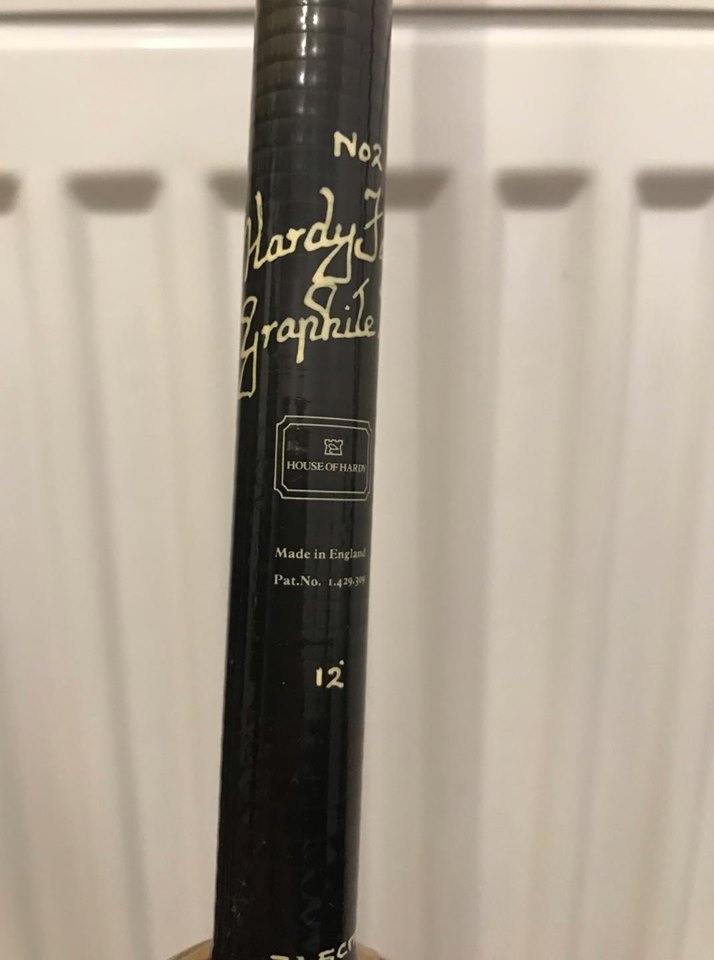 No2
Hardy
Graphite
HOUSE OF HARDY
Made in England
Pat.No. 1.429.309
12'